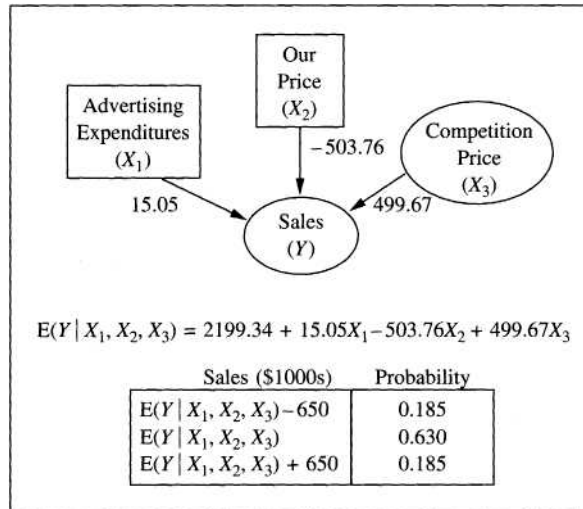 Our
Price
(X₂)
Advertising
Expenditures
(X₁)
Competition
Price
(X₃)
−503.76
15.05
499.67
Sales
(Y)
E(Y | X₁, X₂, X₃) = 2199.34 + 15.05X₁−503.76X₂ + 499.67X₃
Sales ($1000s) Probability
E(Y | X₁, X₂, X₃)−650 0.185
E(Y | X₁, X₂, X₃) 0.630
E(Y | X₁, X₂, X₃) + 650 0.185